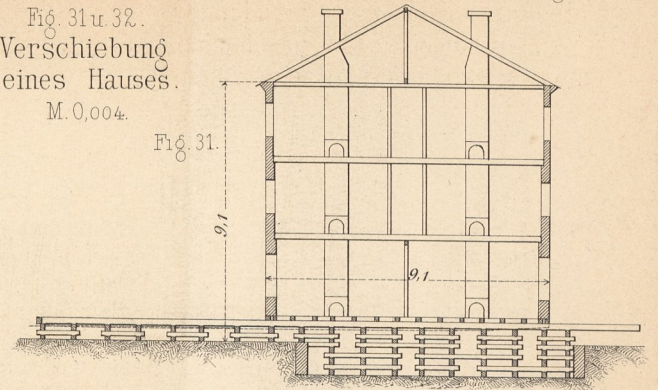 Fig. 31 u. 32.
Verschiebung
eines Hauses.
M. 0,004.
Fig. 31.
9,1
9,1